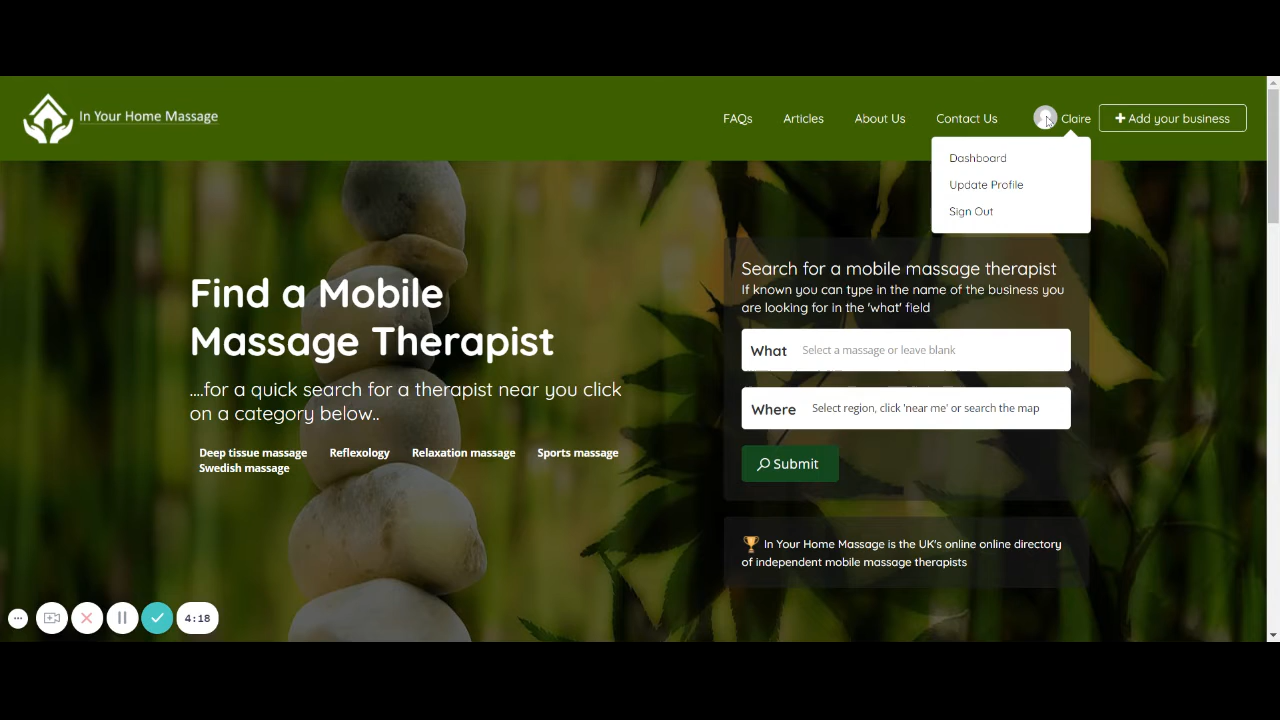 In Your Home Massage
FAQs
Articles
About Us
Contact Us
Claire
Add your business
Dashboard
Update Profile
Sign Out
Find a Mobile
Massage Therapist
....for a quick search for a therapist near you click
on a category below..
Deep tissue massage Reflexology Relaxation massage Sports massage
Swedish massage
Search for a mobile massage therapist
If known you can type in the name of the business you
are looking for in the 'what' field
What Select a massage or leave blank
Where Select region, click 'near me' or search the map
Submit
In Your Home Massage is the UK's online online directory
of independent mobile massage therapists
4:18